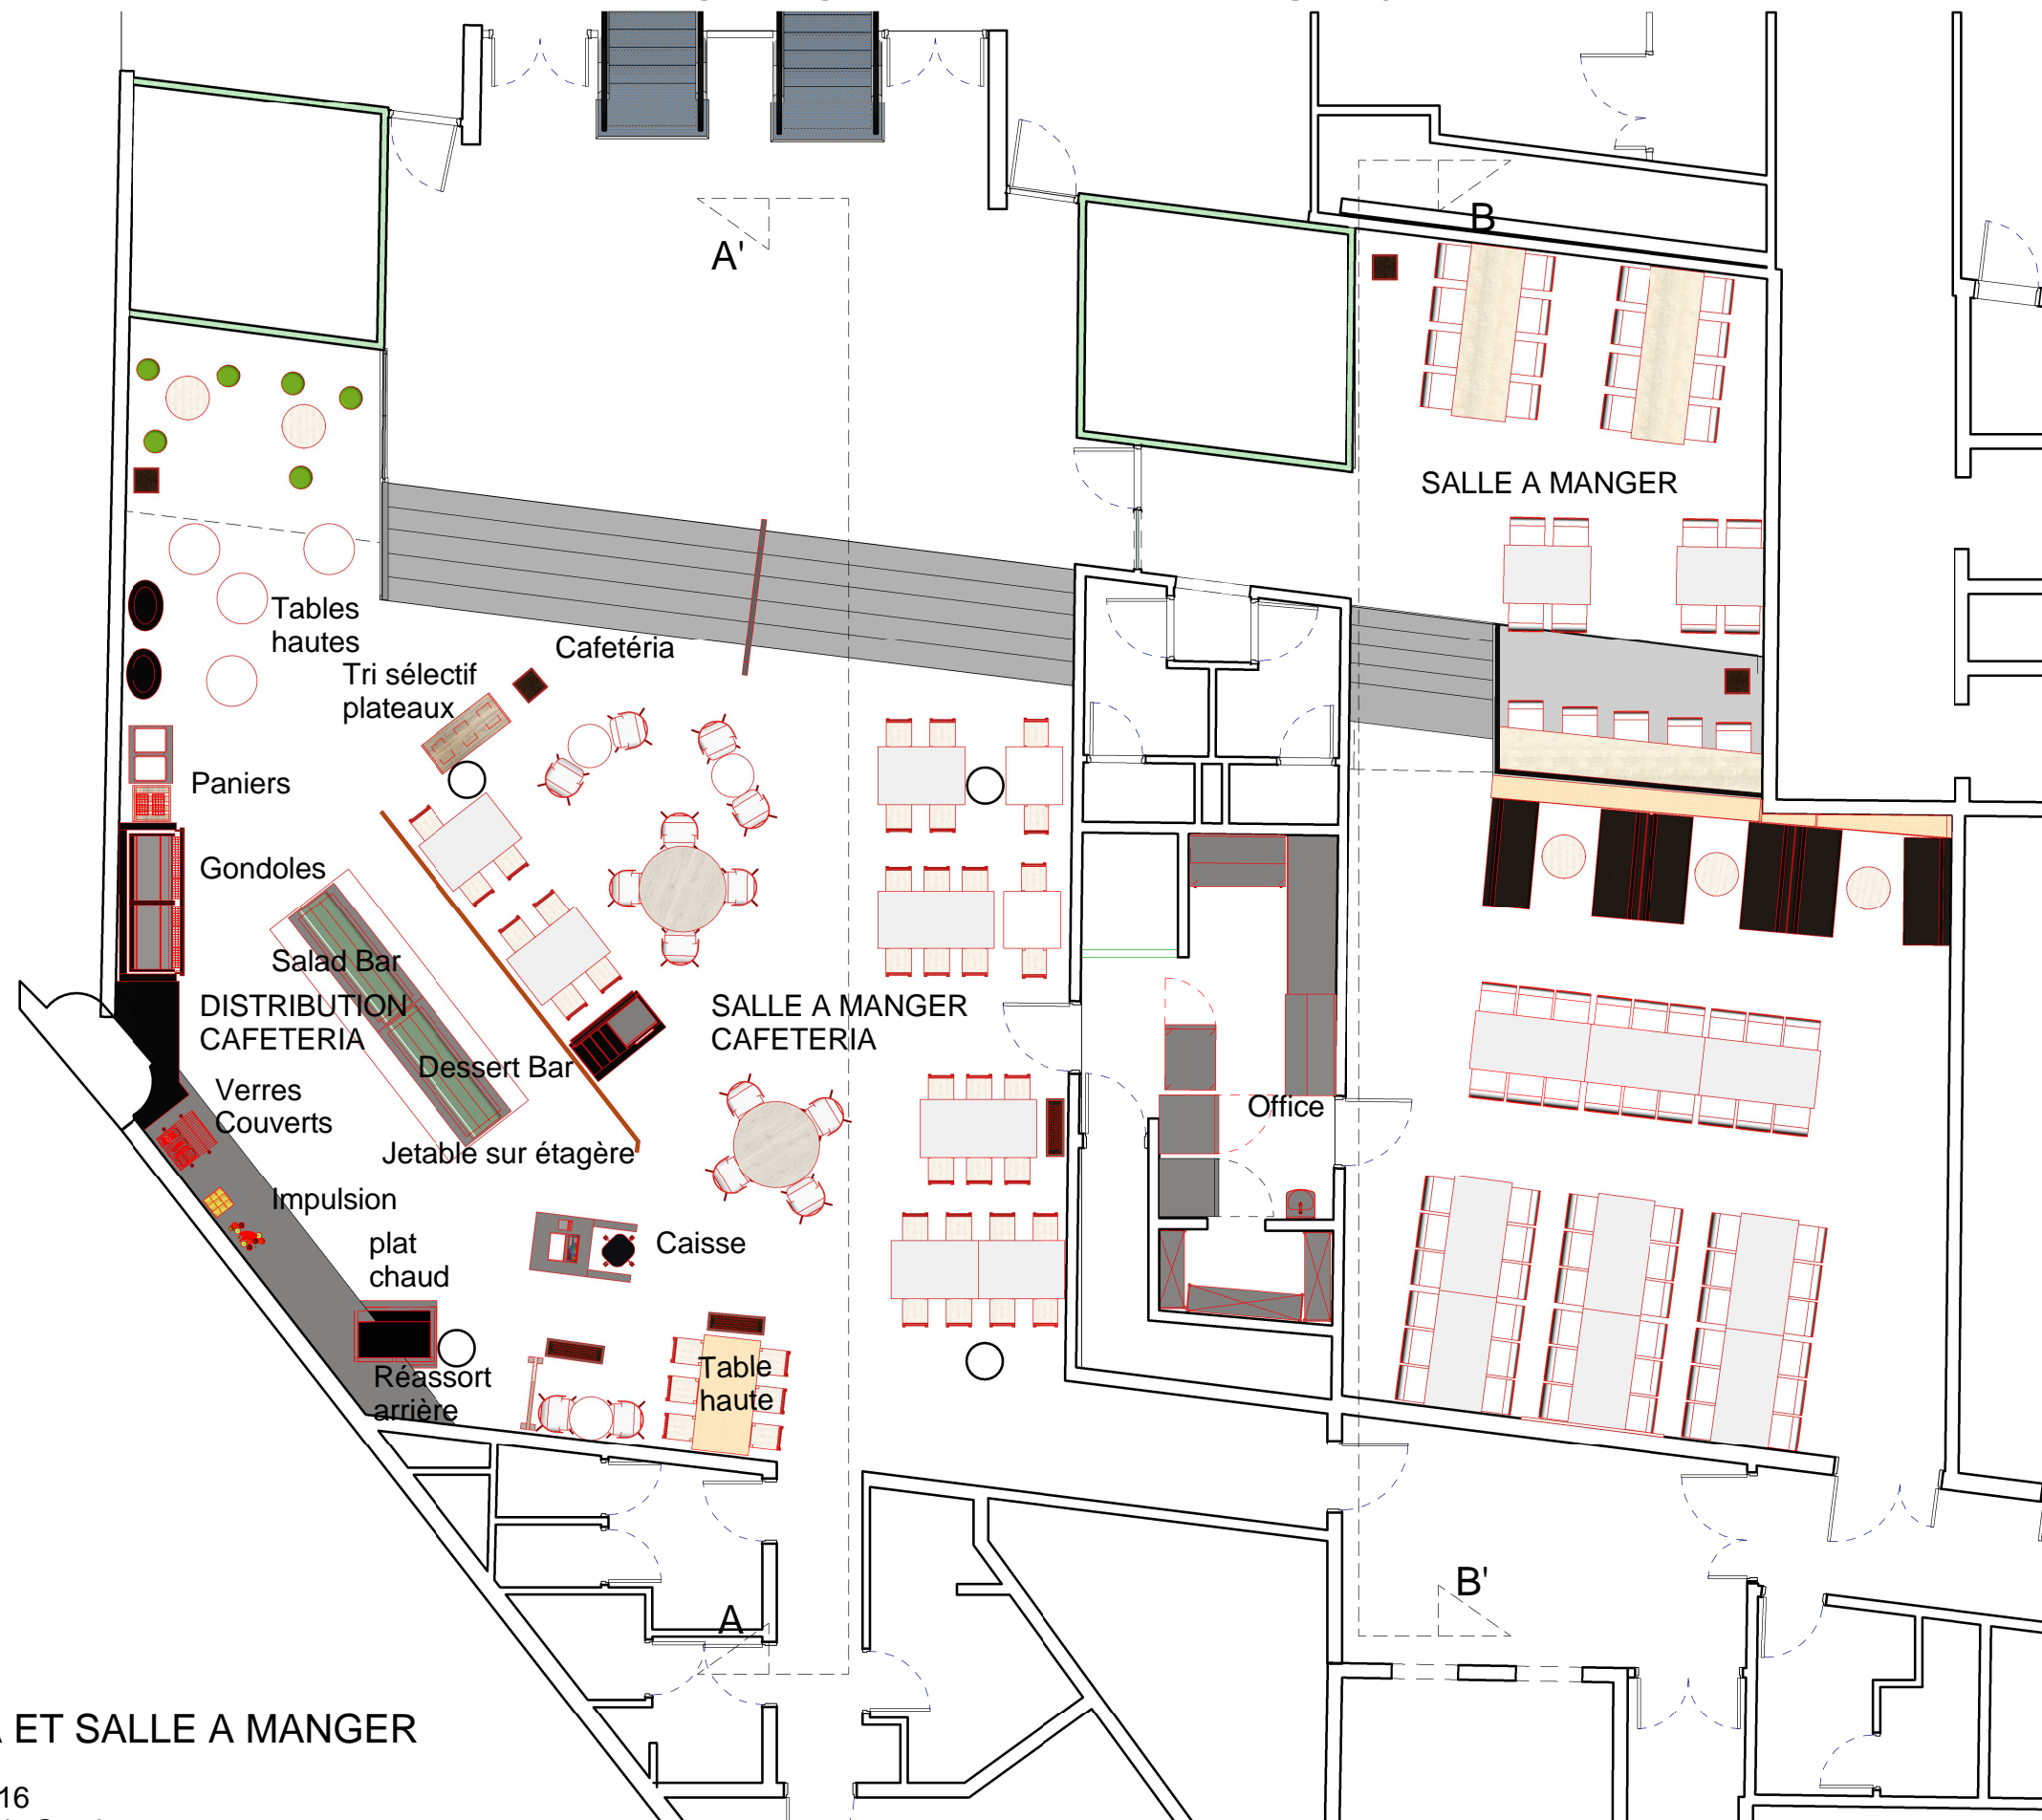 A'
B
SALLE A MANGER
Tables
hautes
Cafetéria
Tri sélectif
plateaux
Paniers
Gondoles
Salad Bar
DISTRIBUTION
CAFETERIA
SALLE A MANGER
CAFETERIA
Dessert Bar
Verres
Couverts
Office
Jetable sur étagère
Impulsion
plat
chaud
Caisse
Table
haute
Réassort
arrière
B'
A
ET SALLE A MANGER
16